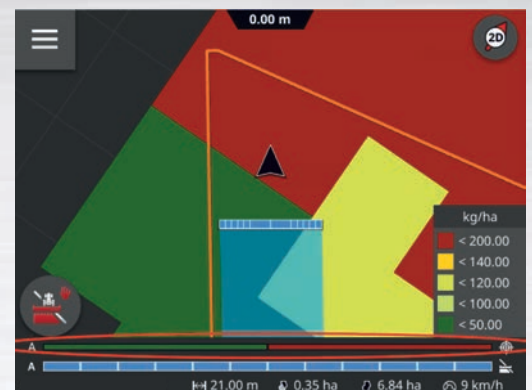 0.00 m
2D
kg/ha
< 200.00
< 140.00
< 120.00
< 100.00
< 50.00
A
A
21.00 m 0.35 ha 6.84 ha 9 km/h